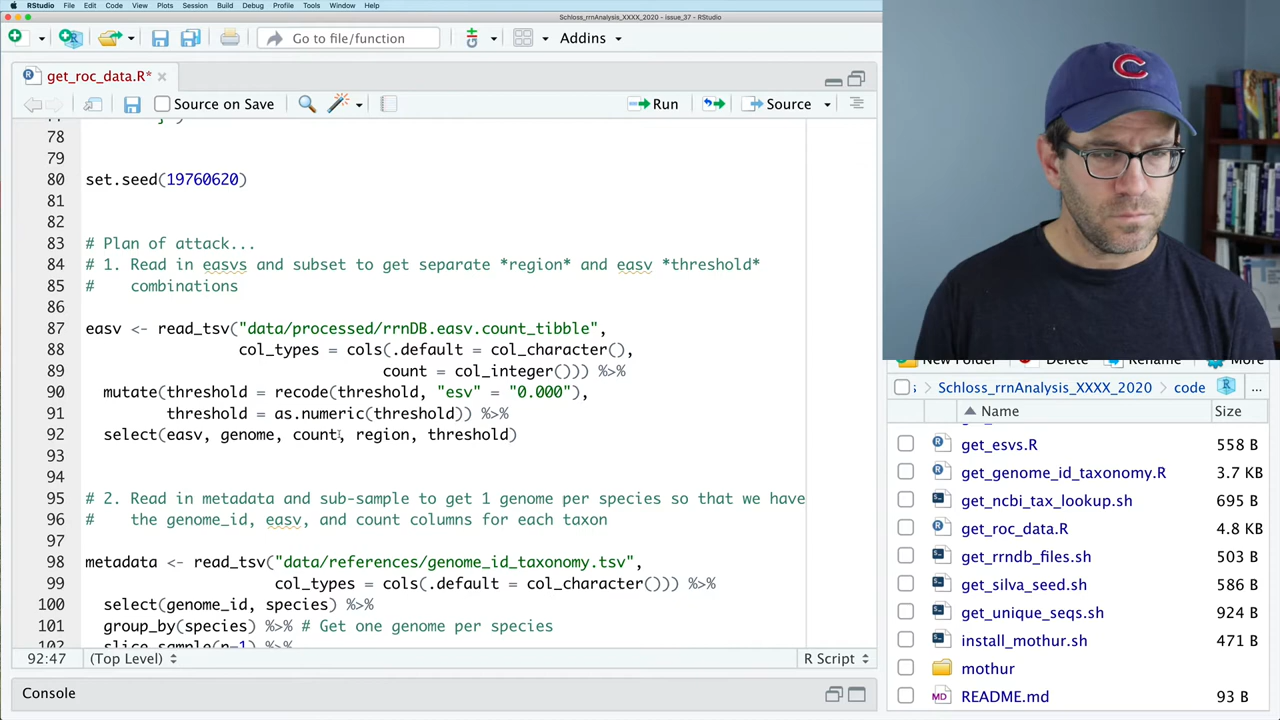 RStudio File Edit Code View Plots Session Build Debug Profile Tools Window Help
Schloss_rrnAnalysis_XXXX_2020 - issue_37 - RStudio
Go to file/function Addins
get_roc_data.R*
Source on Save Run Source
78
79
80 set.seed(19760620)
81
82
83 # Plan of attack...
84 # 1. Read in easvs and subset to get separate *region* and easv *threshold*
85 # combinations
86
87 easv <- read_tsv("data/processed/rrnDB.easv.count_tibble",
88 col_types = cols(.default = col_character(),
89 count = col_integer())) %>%
90 mutate(threshold = recode(threshold, "esv" = "0.000"),
91 threshold = as.numeric(threshold)) %>%
92 select(easv, genome, count, region, threshold)
93
94
95 # 2. Read in metadata and sub-sample to get 1 genome per species so that we have
96 # the genome_id, easv, and count columns for each taxon
97
98 metadata <- read_tsv("data/references/genome_id_taxonomy.tsv",
99 col_types = cols(.default = col_character())) %>%
100 select(genome_id, species) %>%
101 group_by(species) %>% # Get one genome per species
102 slice_sample(n=1) %>%
92:47 (Top Level) R Script
Console
New Folder Delete Rename More
Schloss_rrnAnalysis_XXXX_2020 code ...
Name Size
get_esvs.R 558 B
get_genome_id_taxonomy.R 3.7 KB
get_ncbi_tax_lookup.sh 695 B
get_roc_data.R 4.8 KB
get_rrndb_files.sh 503 B
get_silva_seed.sh 586 B
get_unique_seqs.sh 924 B
install_mothur.sh 471 B
mothur
README.md 93 B